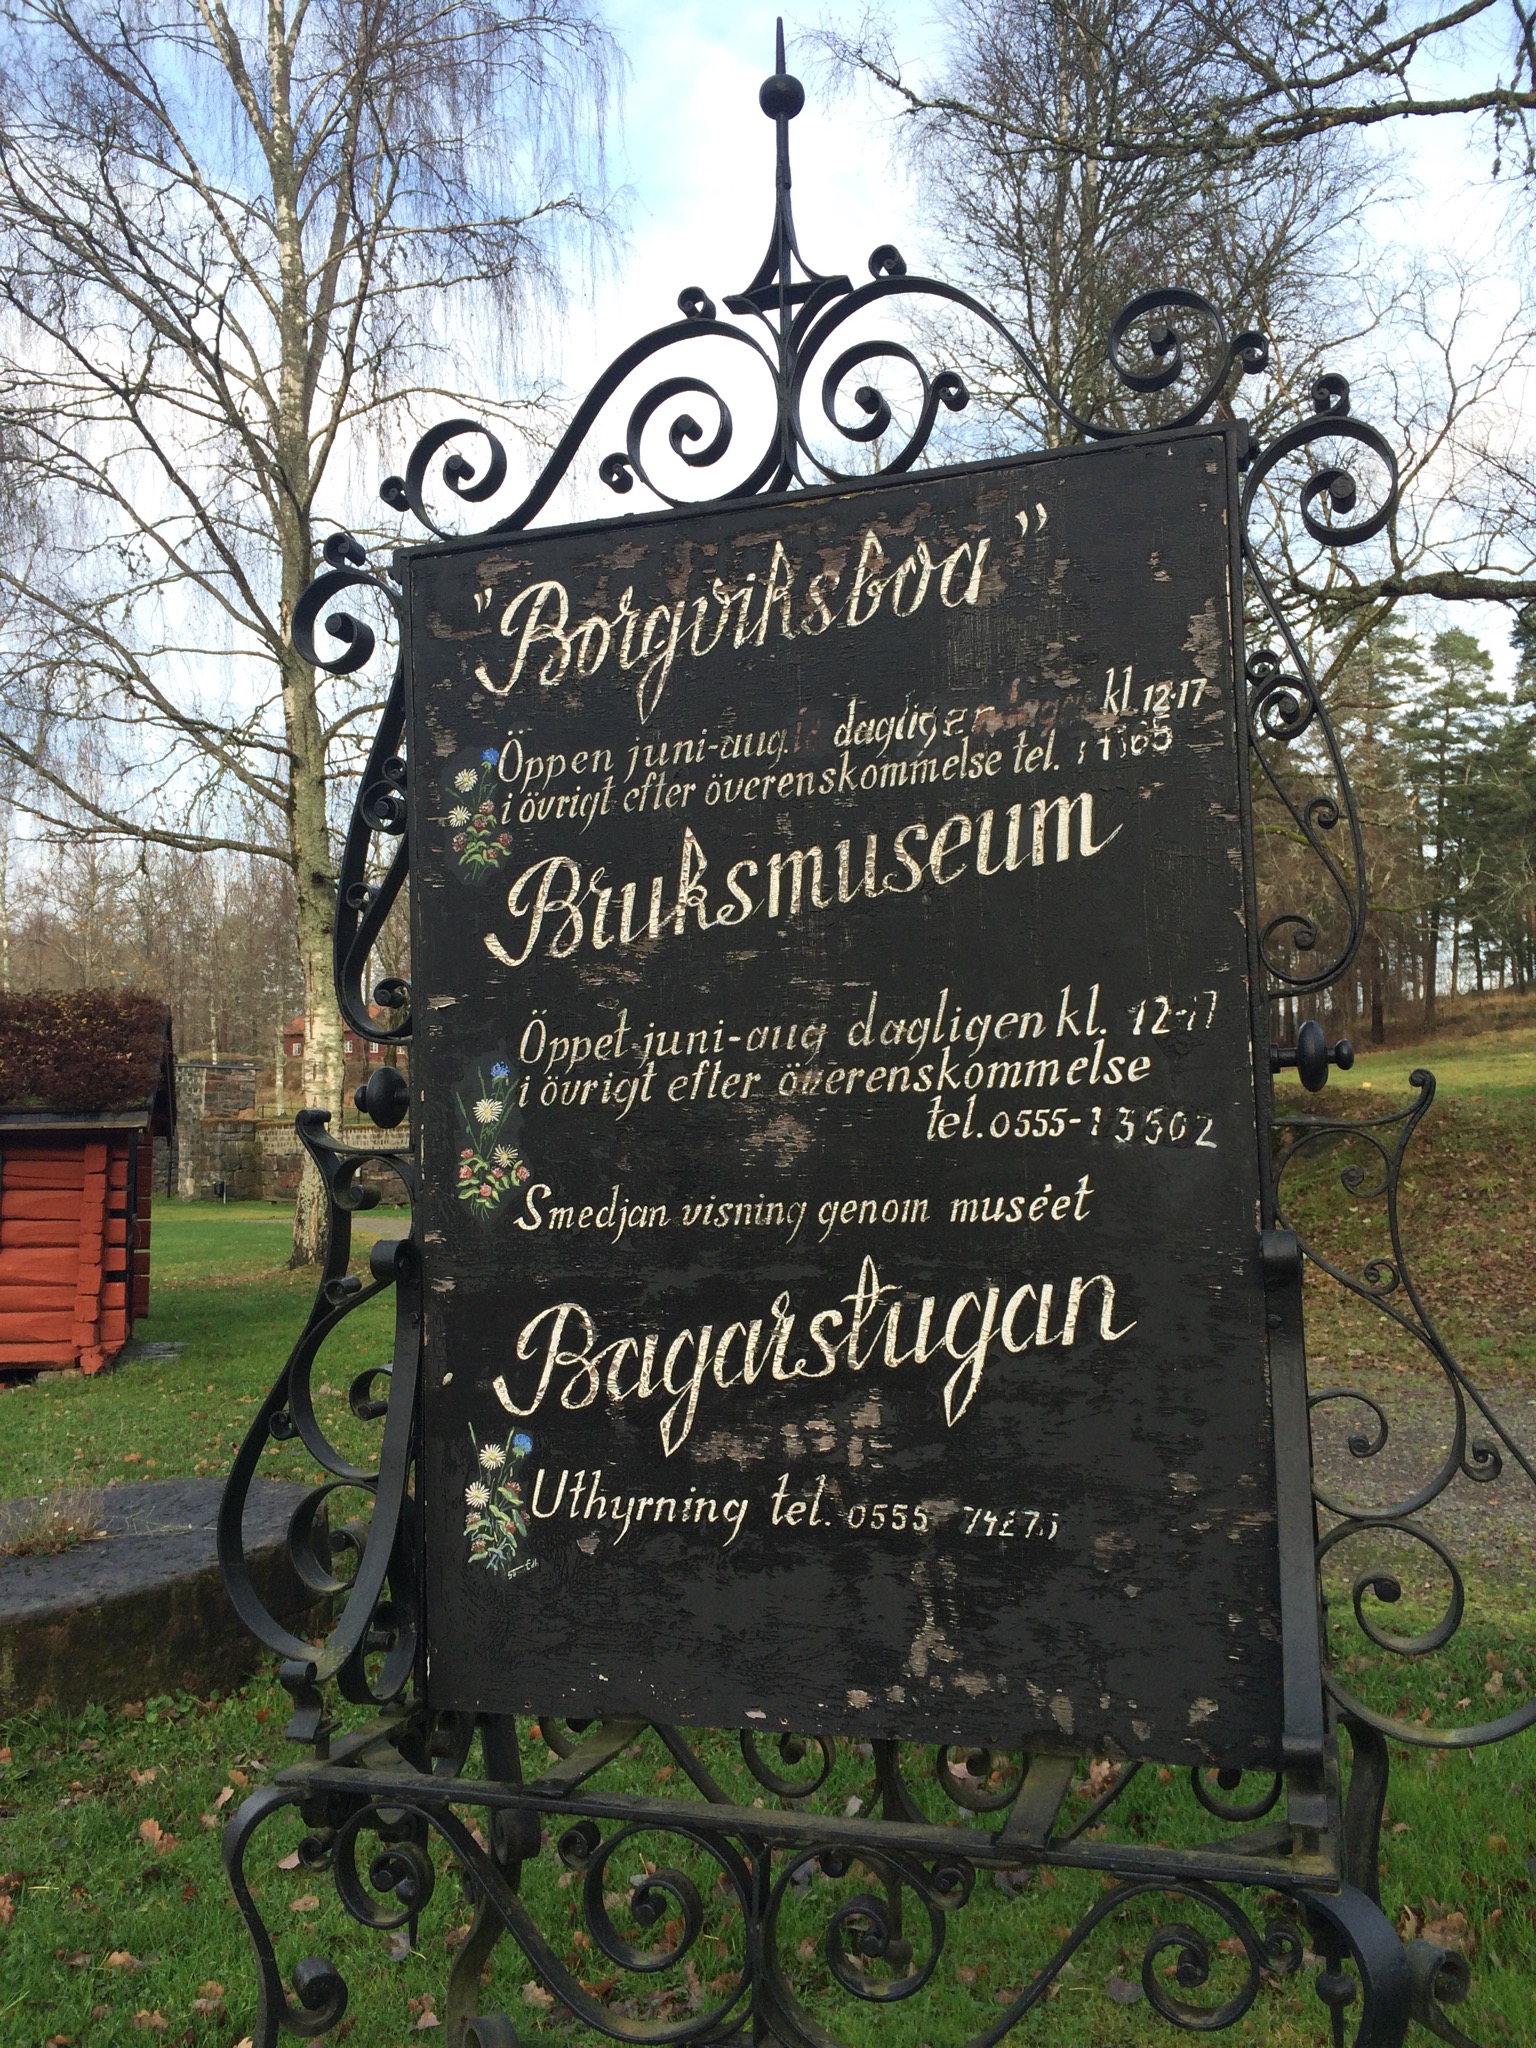 "Borgviksboa"
Öppen juni-aug. dagligen kl. 12-17
i övrigt efter överenskommelse tel.
Bruksmuseum
Öppet juni-aug dagligen kl. 12-17
i övrigt efter överenskommelse
tel. 0555-13502
Smedjan visning genom muséet
Bagarstugan
Uthyrning tel. 0555